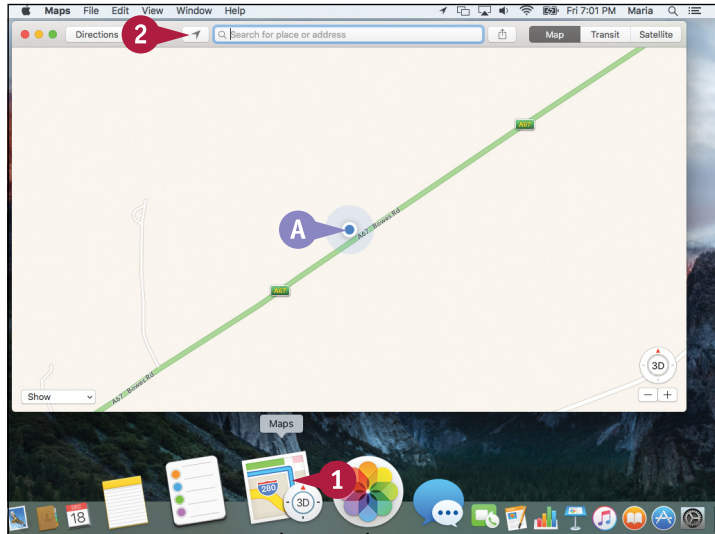 Maps File Edit View Window Help Fri 7:01 PM Maria
Directions 2 Search for place or address Map Transit Satellite
A67
A
A67 Bowes Rd
A67
3D
A67 Bowes Rd
Show
− +
Maps
280
1
3D
DEC
18